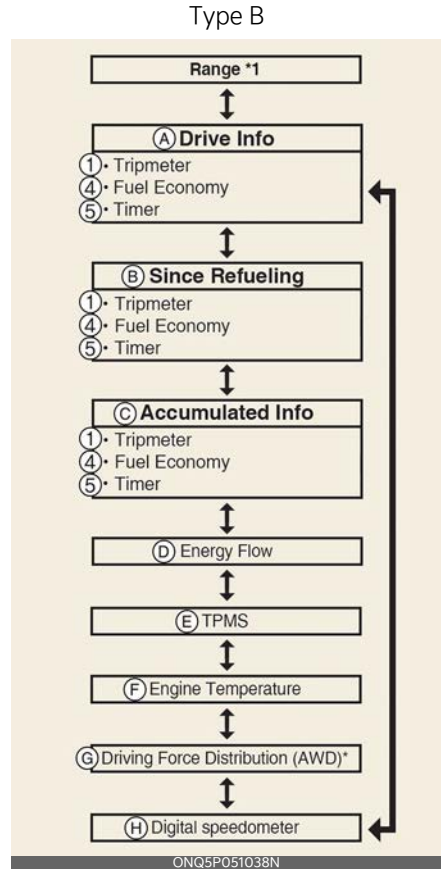 Type B
Range *1
Ⓐ Drive Info
①• Tripmeter
④• Fuel Economy
⑤• Timer
Ⓑ Since Refueling
①• Tripmeter
④• Fuel Economy
⑤• Timer
Ⓒ Accumulated Info
①• Tripmeter
④• Fuel Economy
⑤• Timer
Ⓓ Energy Flow
Ⓔ TPMS
Ⓕ Engine Temperature
Ⓖ Driving Force Distribution (AWD)*
Ⓗ Digital speedometer
ONQ5P051038N